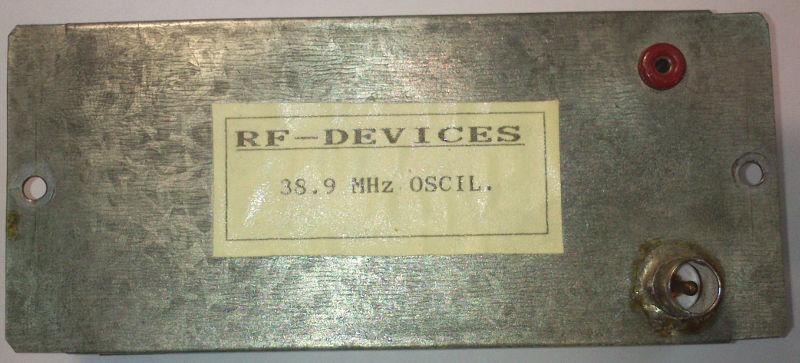 RF-DEVICES
38.9 MHz OSCIL.